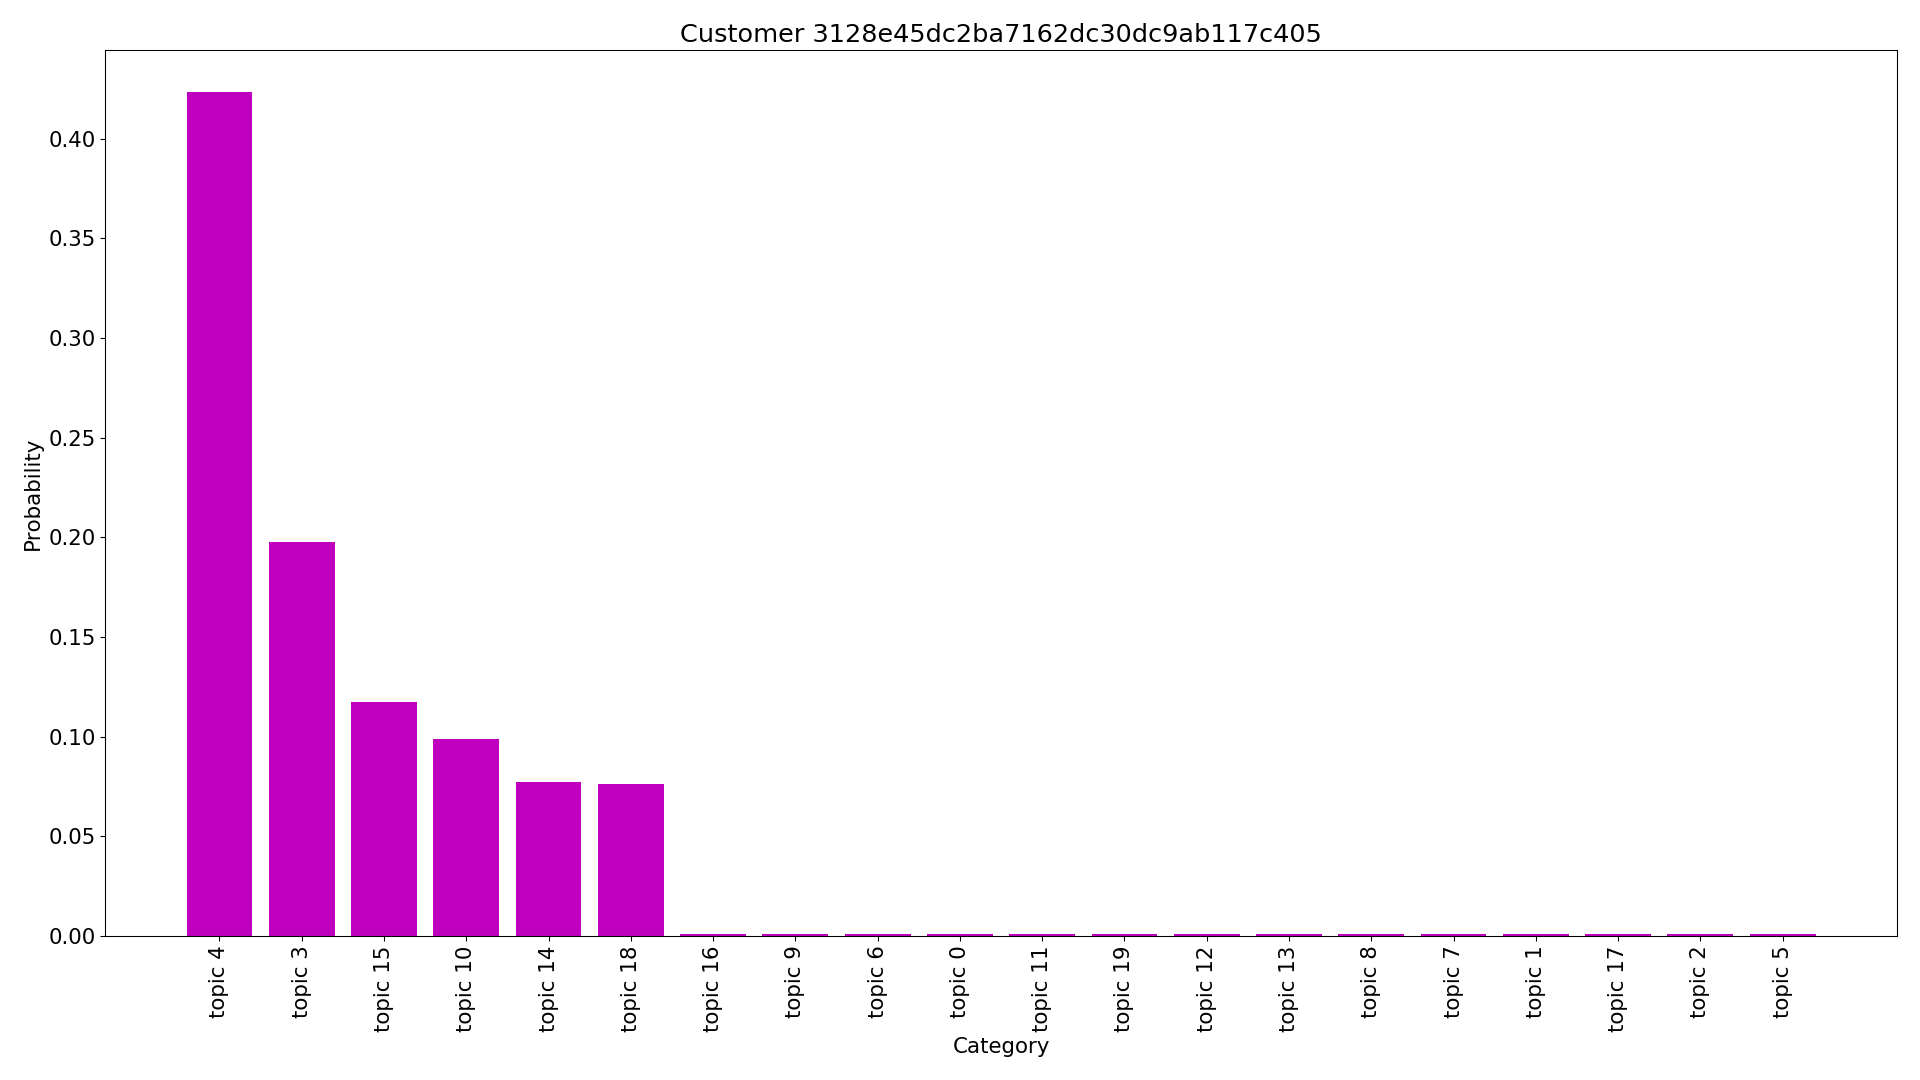 Customer 3128e45dc2ba7162dc30dc9ab117c405
Probability
0.40
0.35
0.30
0.25
0.20
0.15
0.10
0.05
0.00
topic 4
topic 3
topic 15
topic 10
topic 14
topic 18
topic 16
topic 9
topic 6
topic 0
topic 11
topic 19
topic 12
topic 13
topic 8
topic 7
topic 1
topic 17
topic 2
topic 5
Category